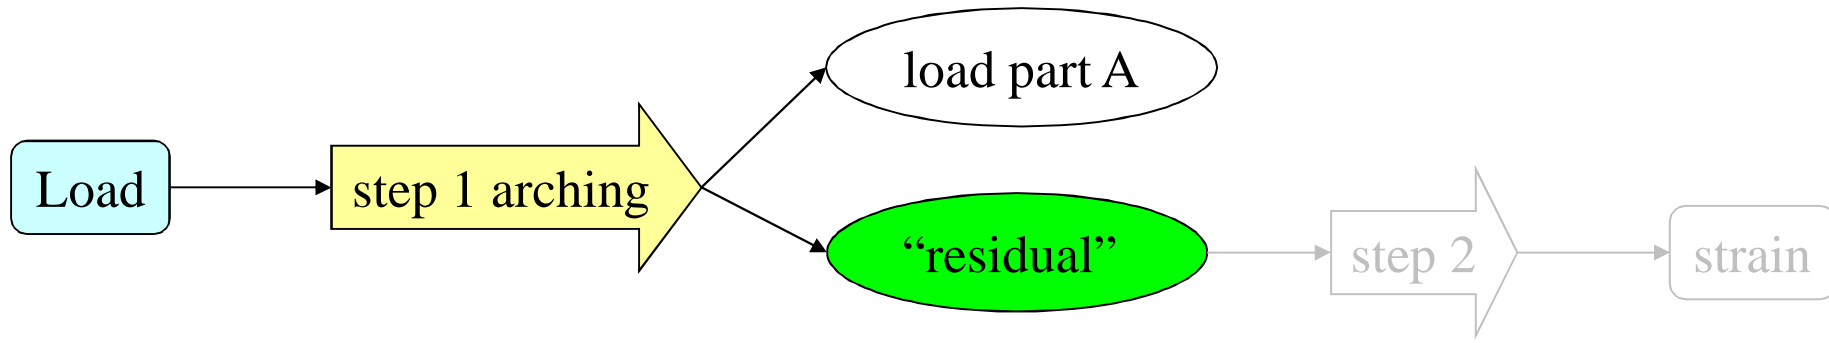 Load
step 1 arching
load part A
“residual”
step 2
strain